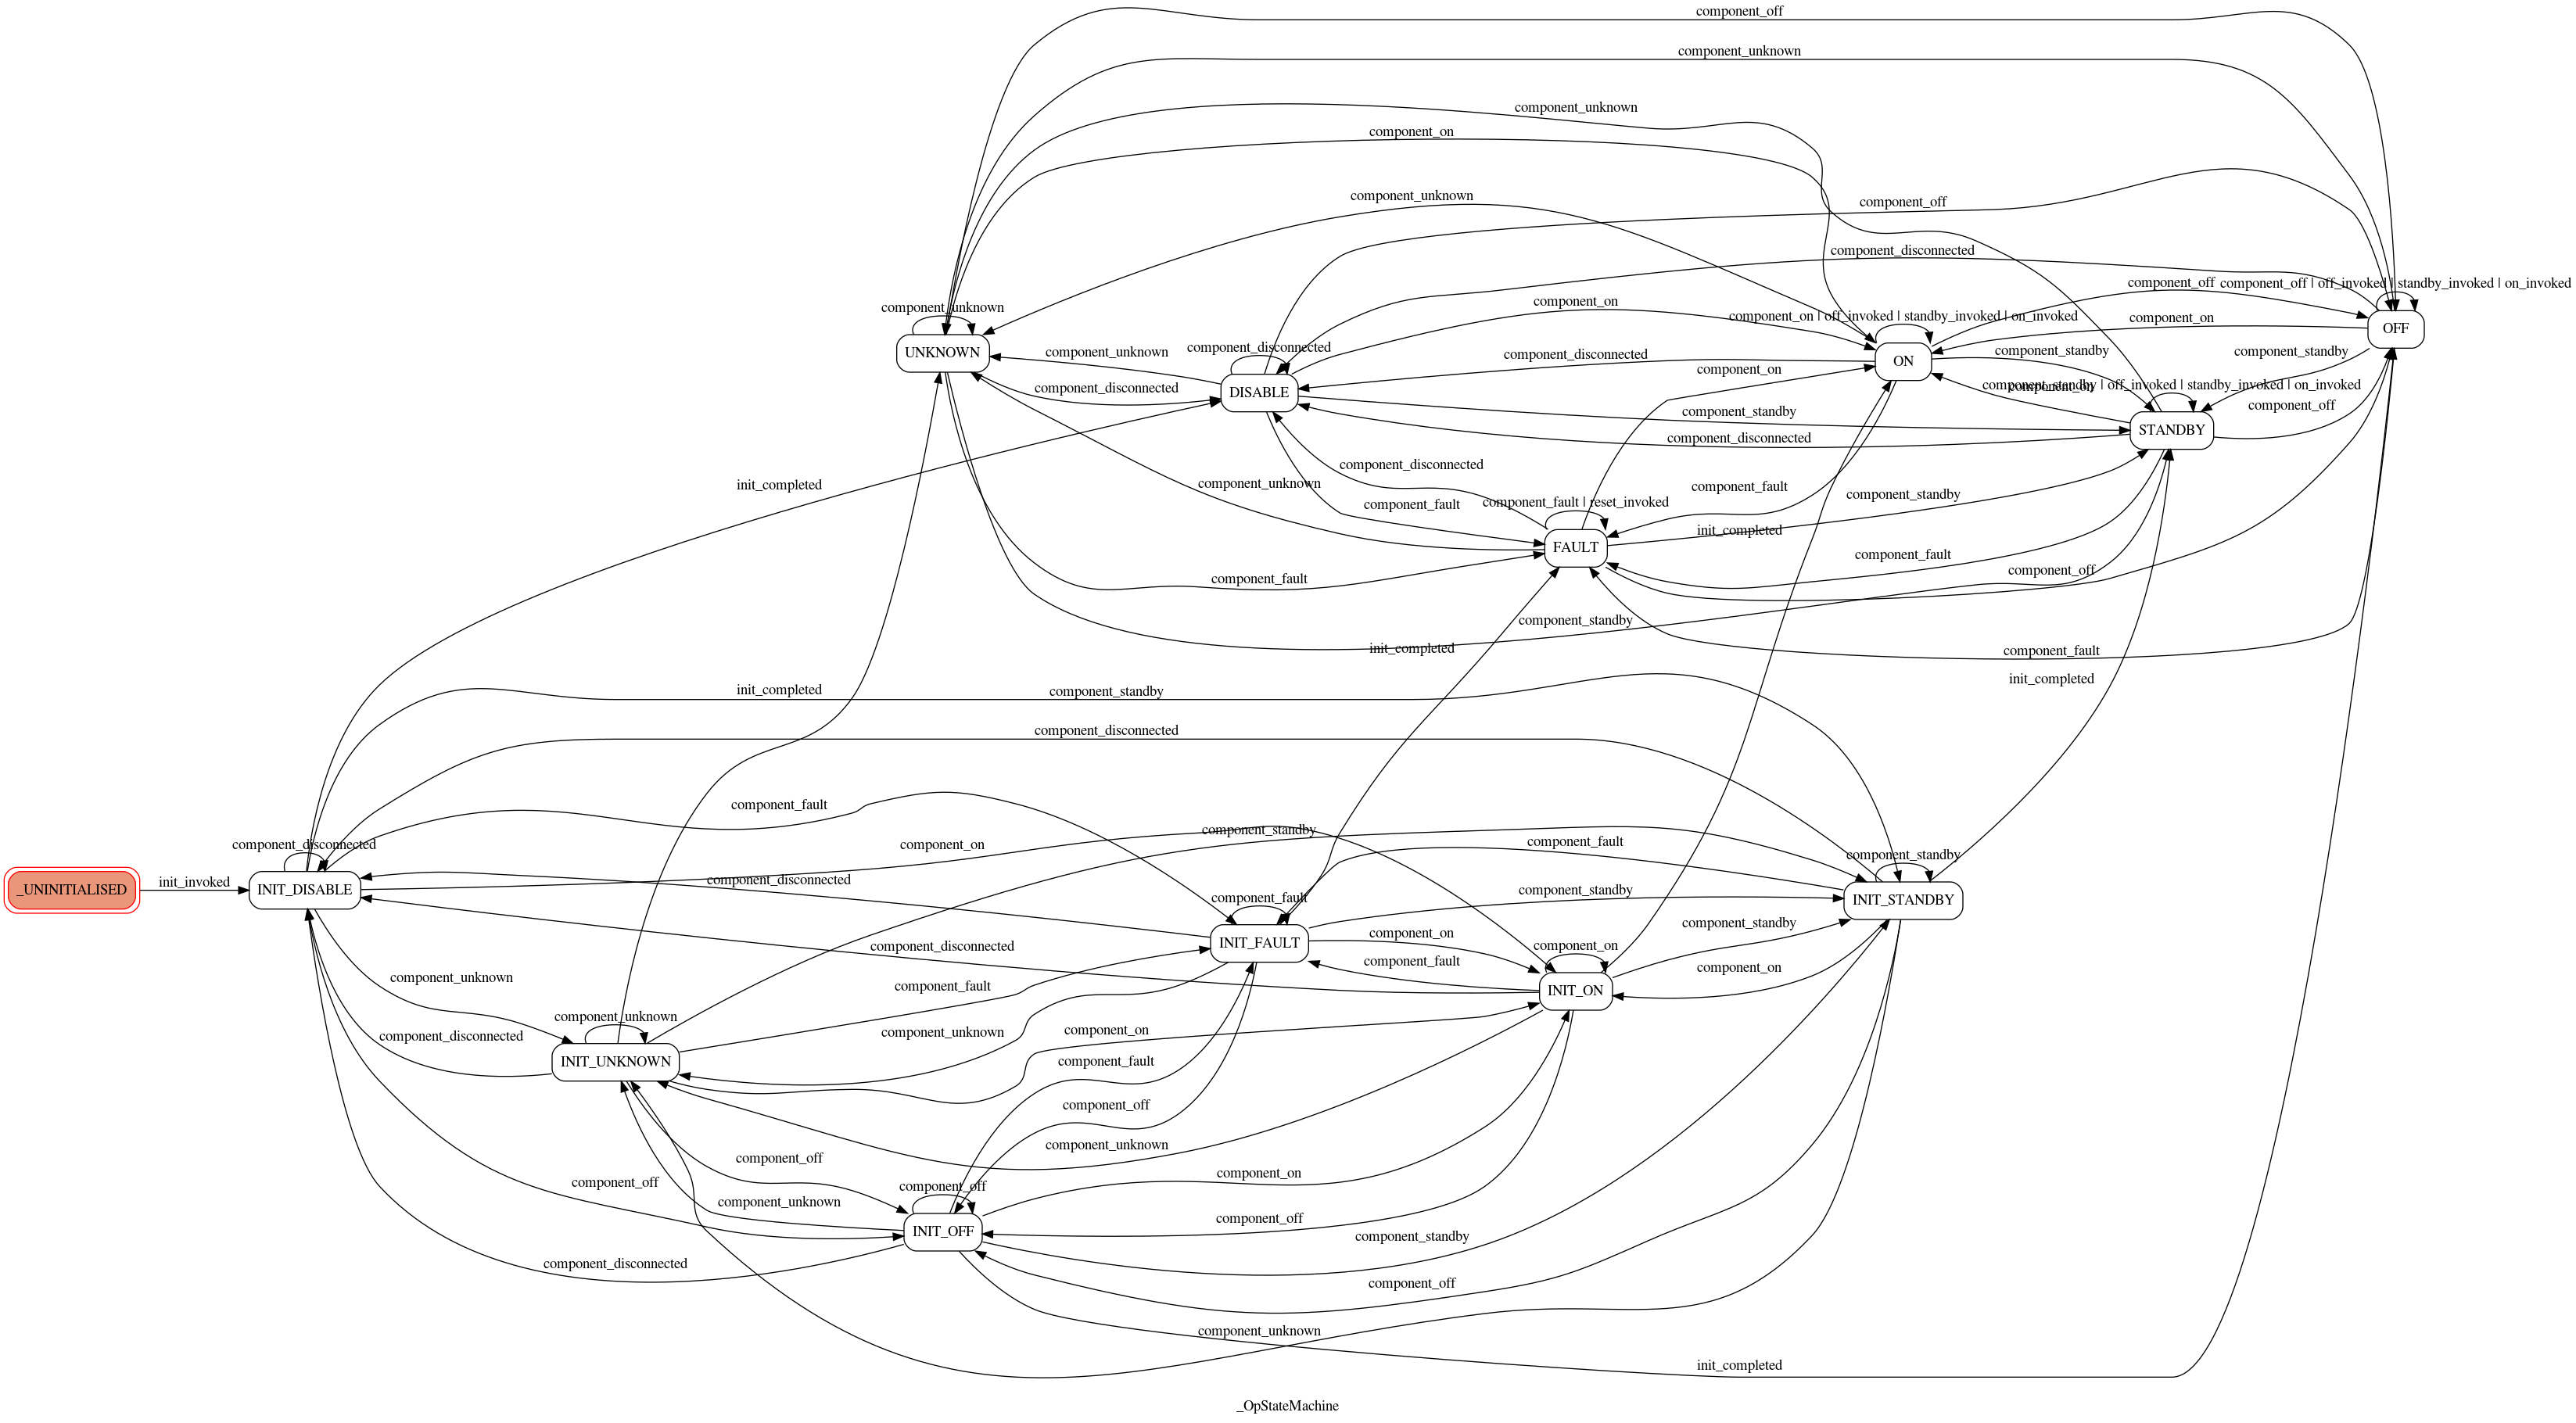 component_off
component_unknown
component_unknown
component_on
component_unknown
component_off
component_disconnected
component_off
component_off | off_invoked | standby_invoked | on_invoked
component_unknown
component_on
component_on | off_invoked | standby_invoked | on_invoked
component_on
OFF
UNKNOWN
component_unknown
component_disconnected
component_disconnected
component_standby
component_standby
ON
component_disconnected
component_on
component_standby | off_invoked | standby_invoked | on_invoked
component_on
DISABLE
component_standby
component_off
STANDBY
component_disconnected
component_disconnected
init_completed
component_unknown
component_fault
component_fault
component_standby
component_fault | reset_invoked
init_completed
FAULT
component_fault
component_fault
component_off
component_standby
init_completed
component_fault
init_completed
init_completed
component_standby
component_disconnected
component_fault
component_standby
component_disconnected
component_on
component_fault
component_standby
_UNINITIALISED
init_invoked
INIT_DISABLE
component_disconnected
component_fault
component_standby
INIT_STANDBY
component_standby
component_disconnected
INIT_FAULT
component_on
component_on
component_fault
component_on
component_unknown
component_fault
INIT_ON
component_unknown
component_disconnected
component_unknown
component_on
INIT_UNKNOWN
component_fault
component_off
component_off
component_unknown
component_on
component_off
component_unknown
component_off
component_off
INIT_OFF
component_standby
component_disconnected
component_off
component_unknown
init_completed
_OpStateMachine